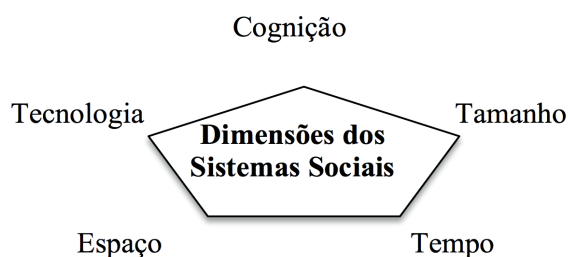 Cognição
Tecnologia
Tamanho
Dimensões dos
Sistemas Sociais
Espaço
Tempo